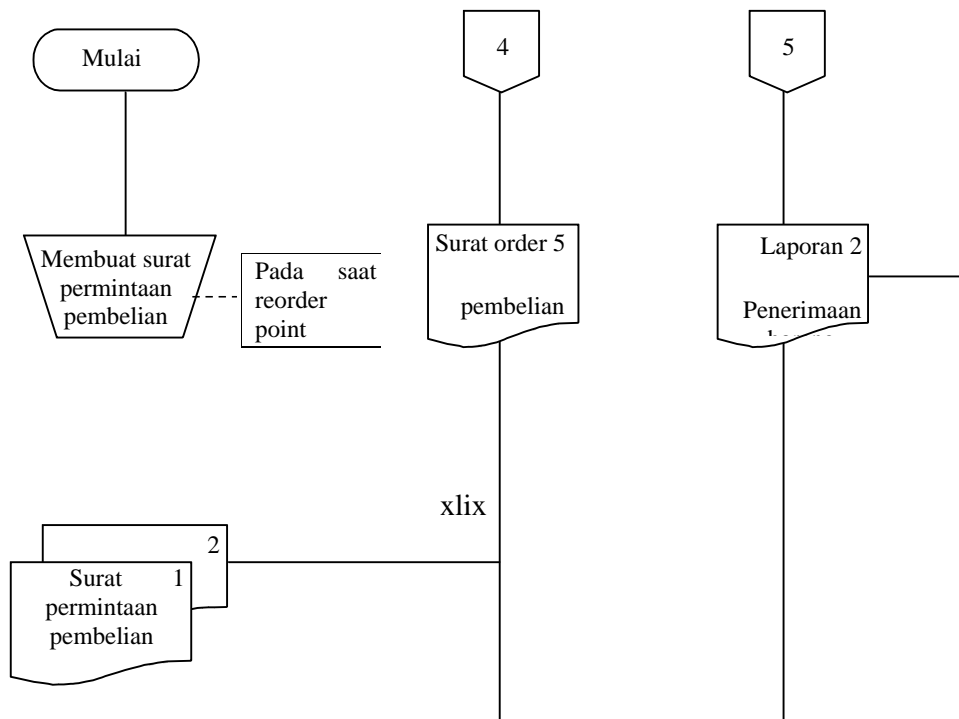 Mulai
4
5
Membuat surat
permintaan
pembelian
Pada saat
reorder
point
Surat order 5
pembelian
Laporan 2
Penerimaan
xlix
2
Surat 1
permintaan
pembelian